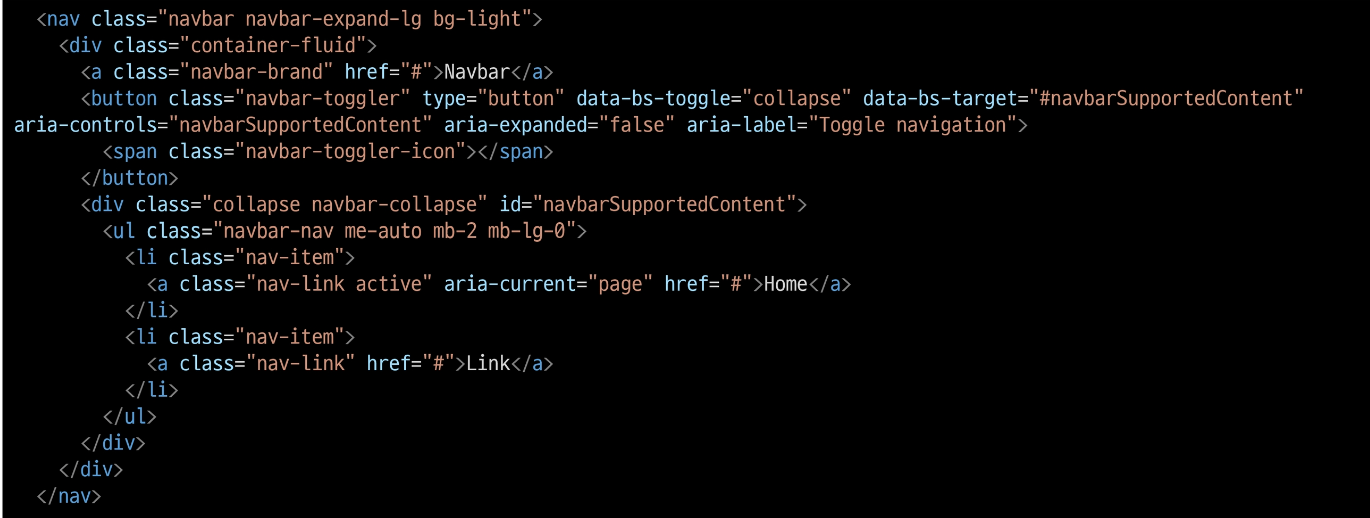 <nav class="navbar navbar-expand-lg bg-light">
<div class="container-fluid">
<a class="navbar-brand" href="#">Navbar</a>
<button class="navbar-toggler" type="button" data-bs-toggle="collapse" data-bs-target="#navbarSupportedContent"
aria-controls="navbarSupportedContent" aria-expanded="false" aria-label="Toggle navigation">
<span class="navbar-toggler-icon"></span>
</button>
<div class="collapse navbar-collapse" id="navbarSupportedContent">
<ul class="navbar-nav me-auto mb-2 mb-lg-0">
<li class="nav-item">
<a class="nav-link active" aria-current="page" href="#">Home</a>
</li>
<li class="nav-item">
<a class="nav-link" href="#">Link</a>
</li>
</ul>
</div>
</div>
</nav>